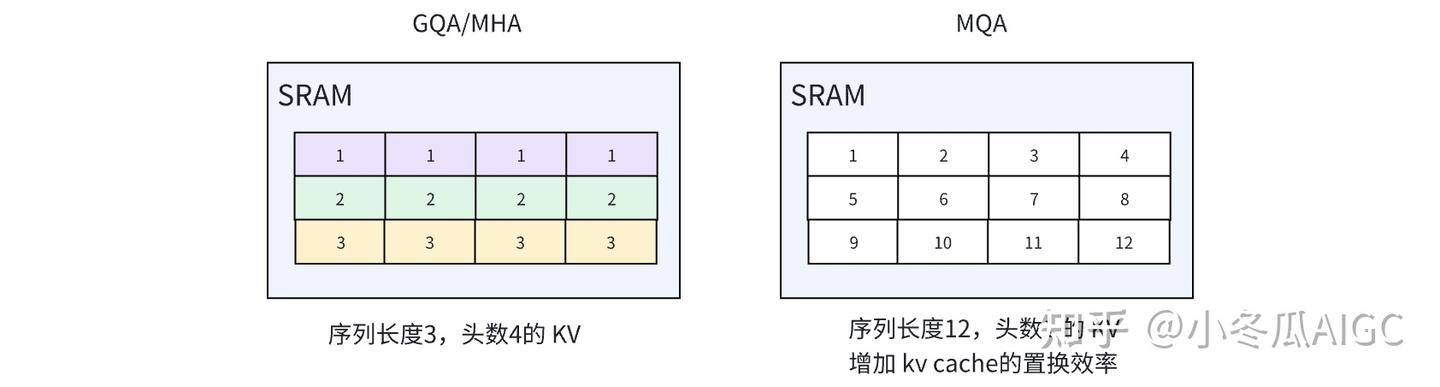 GQA/MHA
MQA
SRAM
1 1 1 1
2 2 2 2
3 3 3 3
SRAM
1 2 3 4
5 6 7 8
9 10 11 12
序列长度3，头数4的 KV
序列长度12，头数 的 KV
增加 kv cache的置换效率
知乎 @小冬瓜AIGC